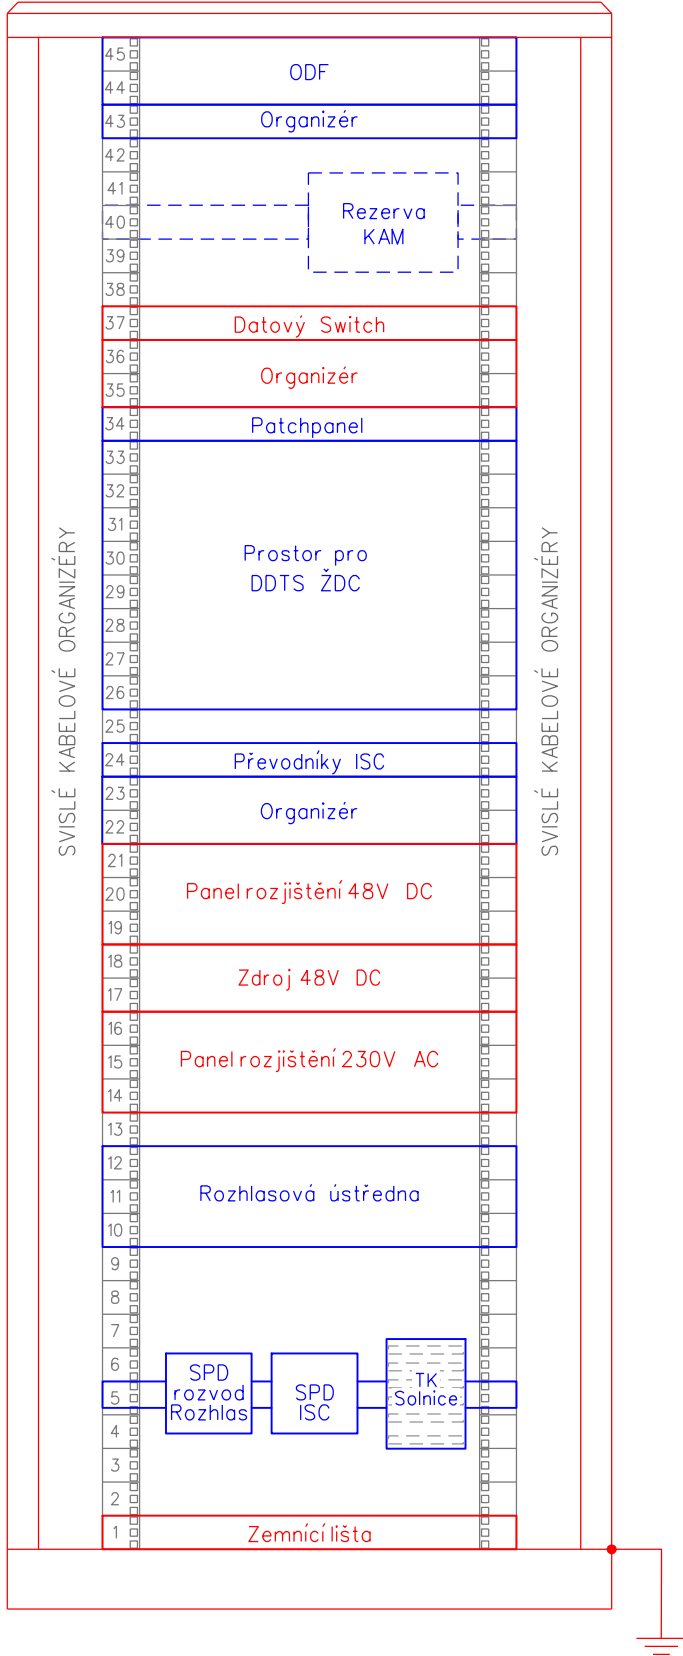 45
ODF
44
43
Organizér
42
41
40
Rezerva
KAM
39
38
37
Datový Switch
36
Organizér
35
34
Patchpanel
33
32
31
30
Prostor pro
DDTS ŽDC
29
28
27
26
25
24
Převodníky ISC
23
Organizér
22
21
20
Panel rozjištění 48V DC
19
18
Zdroj 48V DC
17
16
15
Panel rozjištění 230V AC
14
13
12
11
Rozhlasová ústředna
10
9
8
7
6
5
SPD
rozvod
Rozhlas
SPD
ISC
TK
Solnice
4
3
2
1
Zemnící lišta
SVISLÉ KABELOVÉ ORGANIZÉRY
SVISLÉ KABELOVÉ ORGANIZÉRY